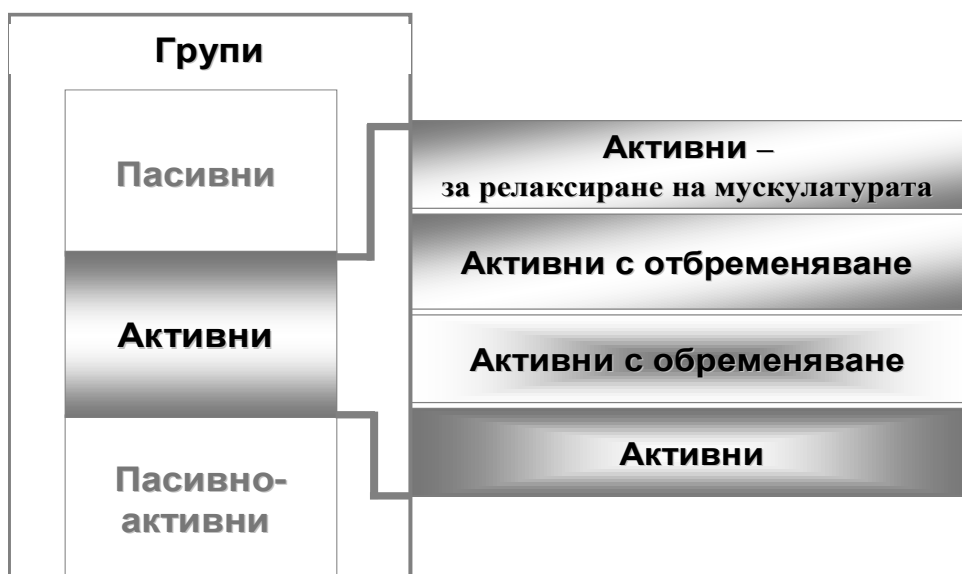 Групи
Пасивни
Активни
Пасивно-
активни
Активни –
за релаксиране на мускулатурата
Активни с отбременяване
Активни с обременяване
Активни